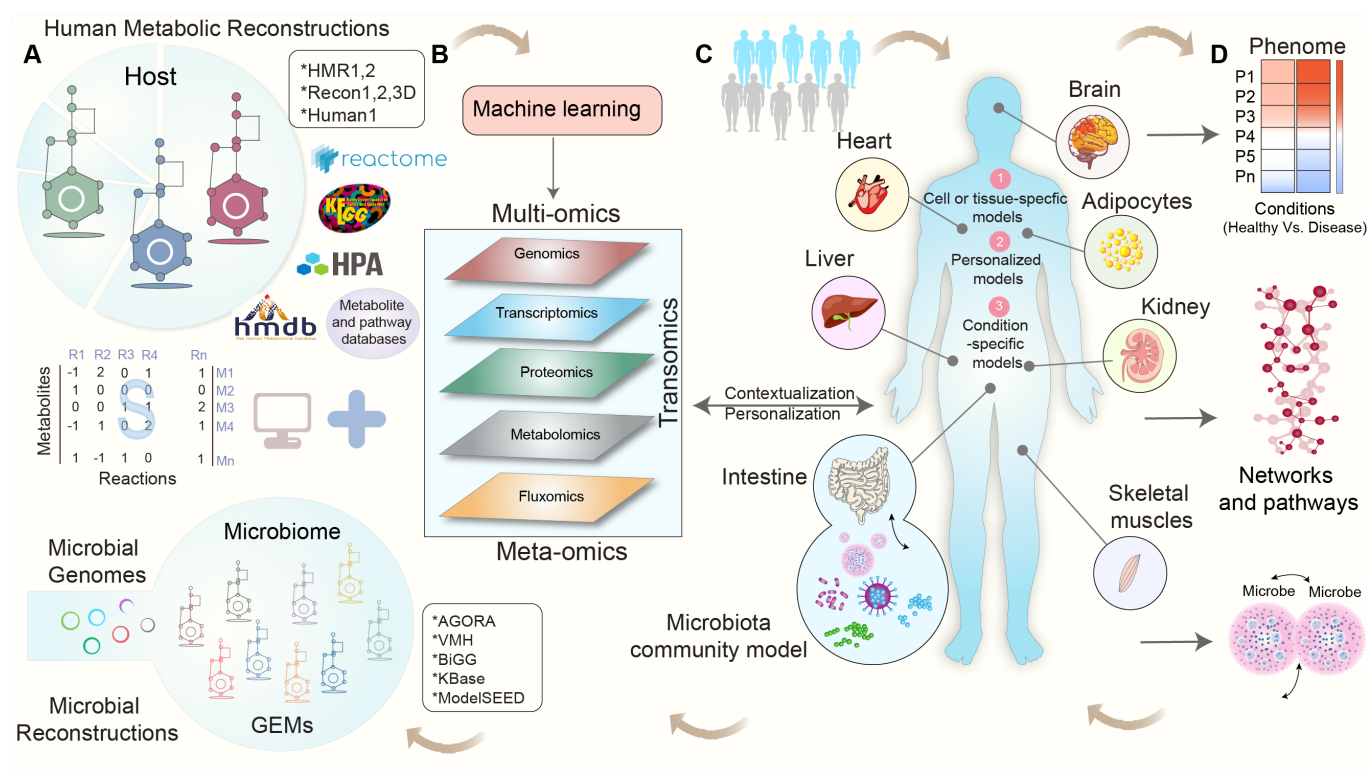 Human Metabolic Reconstructions
A
Host
*HMR1,2
*Recon1,2,3D
*Human1
reactome
KEGG
HPA
hmdb
The Human Metabolome Database
Metabolite
and pathway
databases
R1 R2 R3 R4 Rn
-1 2 0 1 1 M1
1 0 0 0 0 M2
0 0 1 1 2 M3
-1 1 0 2 1 M4
1 -1 1 0 1 Mn
S
Metabolites
Reactions
Microbial
Genomes
Microbiome
GEMs
Microbial
Reconstructions
*AGORA
*VMH
*BiGG
*KBase
*ModelSEED
B
Machine learning
Multi-omics
Genomics
Transcriptomics
Proteomics
Metabolomics
Fluxomics
Transomics
Meta-omics
Contextualization
Personalization
C
Brain
Heart
1
Cell or tissue-specfic
models
Adipocytes
2
Personalized
models
Liver
3
Condition
-specific
models
Kidney
Intestine
Skeletal
muscles
Microbiota
community model
D
Phenome
P1
P2
P3
P4
P5
Pn
Conditions
(Healthy Vs. Disease)
Networks
and pathways
Microbe Microbe